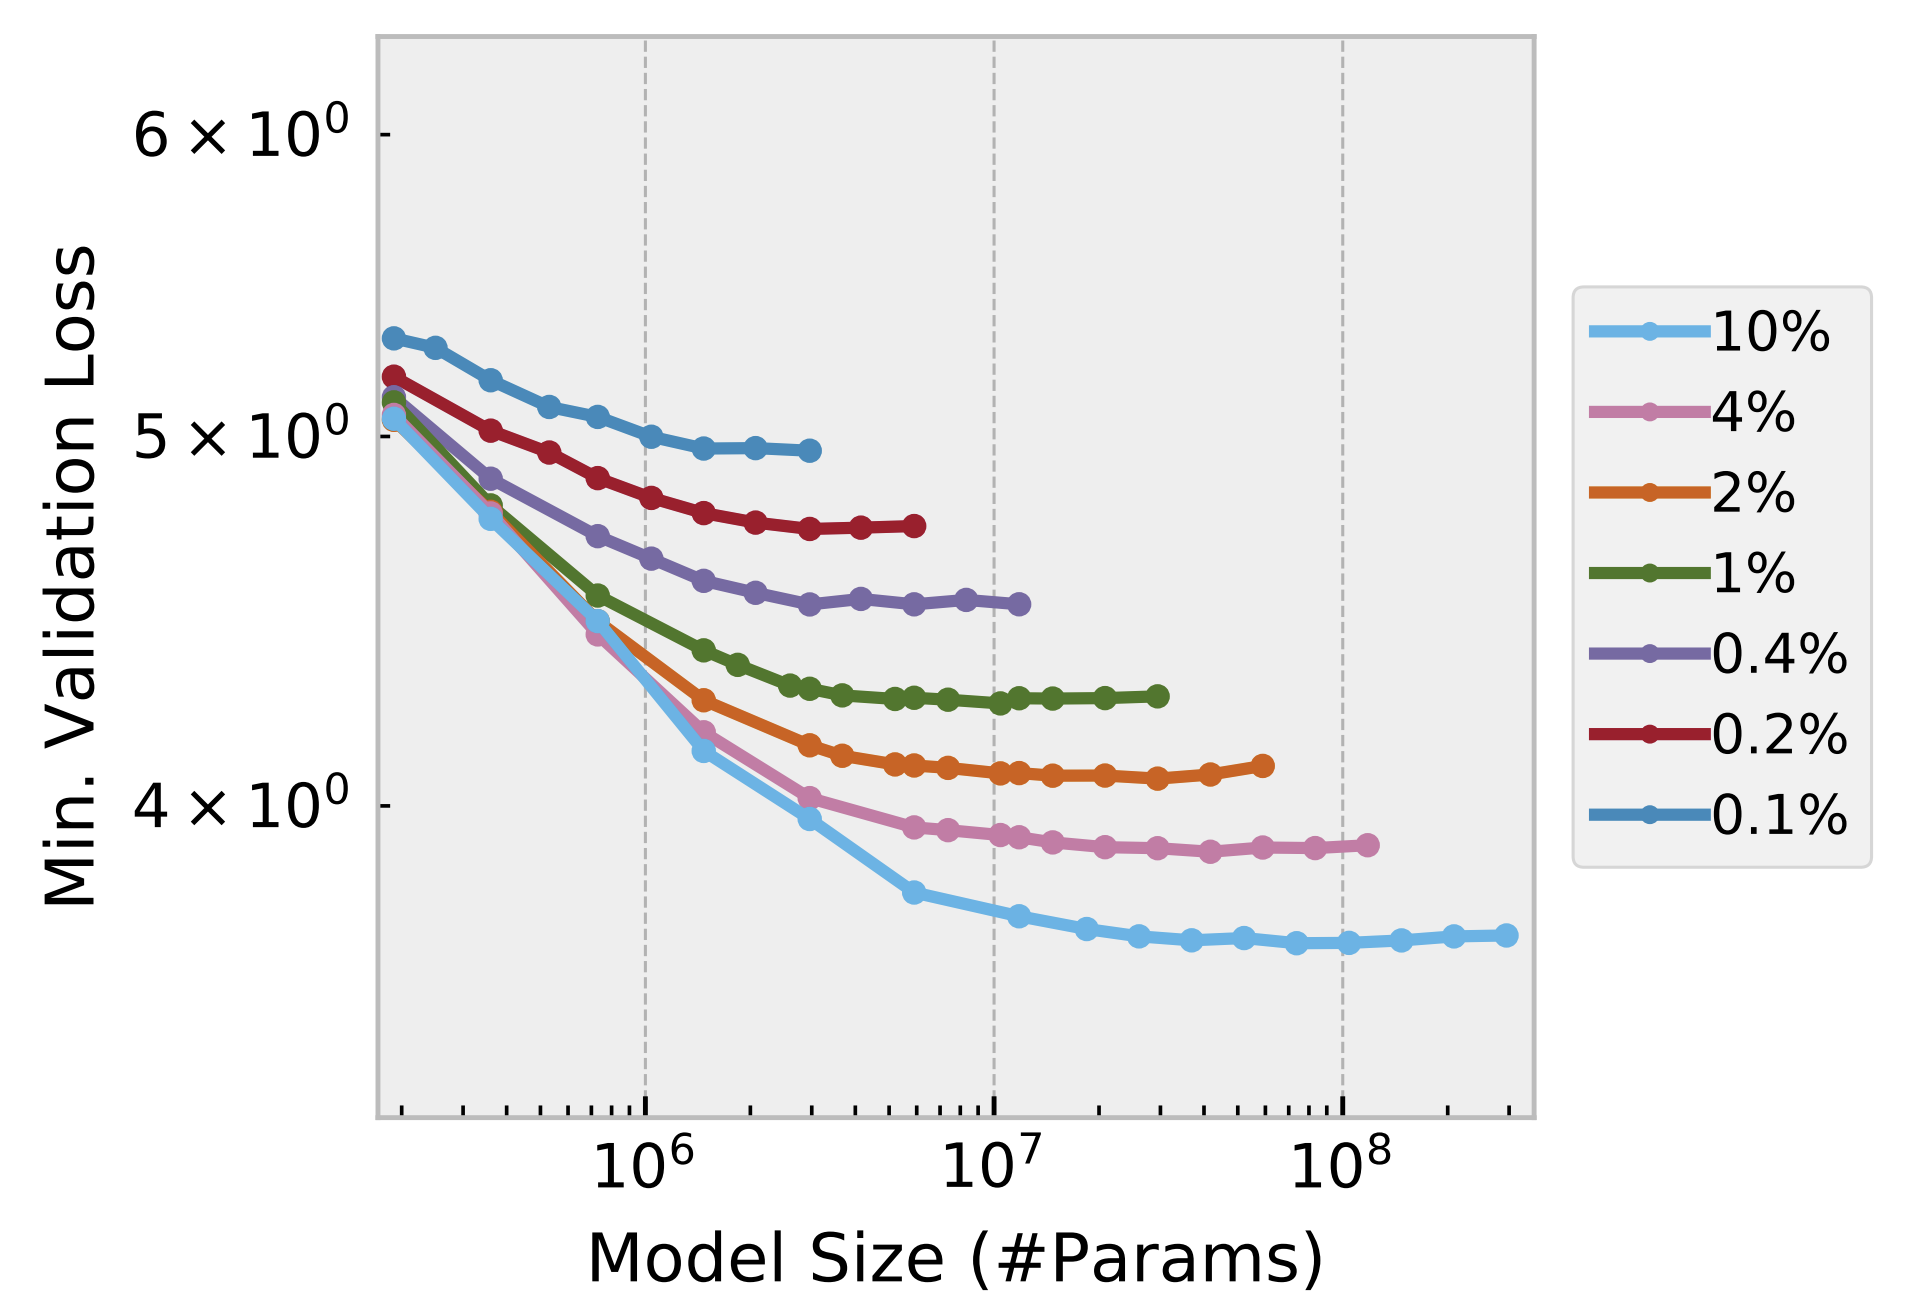 Min. Validation Loss
6 × 10⁰
5 × 10⁰
4 × 10⁰
10⁶ 10⁷ 10⁸
Model Size (#Params)
10%
4%
2%
1%
0.4%
0.2%
0.1%